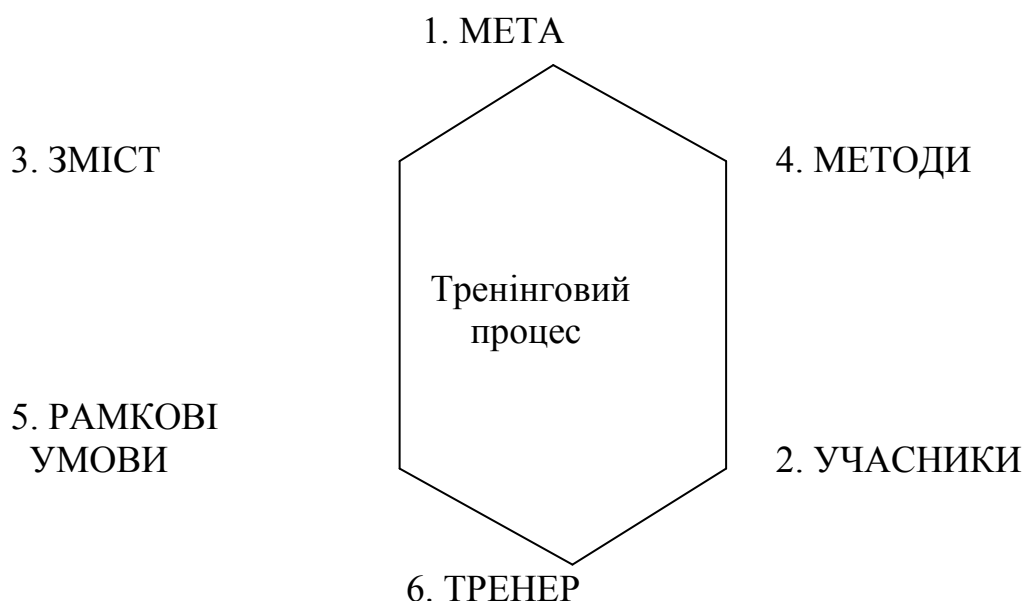 1. МЕТА
3. ЗМІСТ
4. МЕТОДИ
Тренінговий
процес
5. РАМКОВІ
УМОВИ
2. УЧАСНИКИ
6. ТРЕНЕР